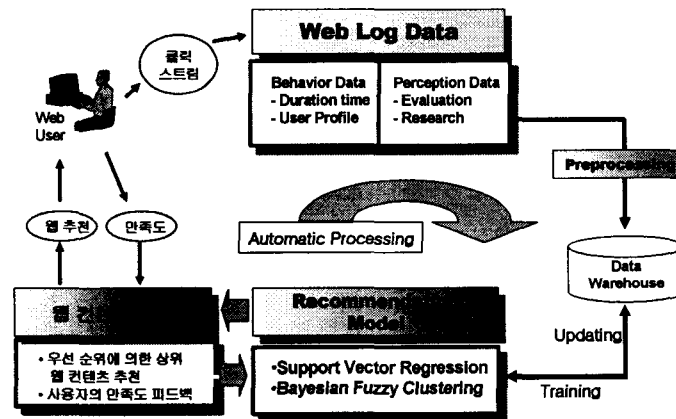 Web Log Data
클릭
스트림
Behavior Data
- Duration time
- User Profile
Perception Data
- Evaluation
- Research
Web
User
Preprocessing
웹 추천
만족도
Automatic Processing
Data
Warehouse
웹
Model
Updating
• 우선 순위에 의한 상위
웹 컨텐츠 추천
• 사용자의 만족도 피드백
•Support Vector Regression
•Bayesian Fuzzy Clustering
Training